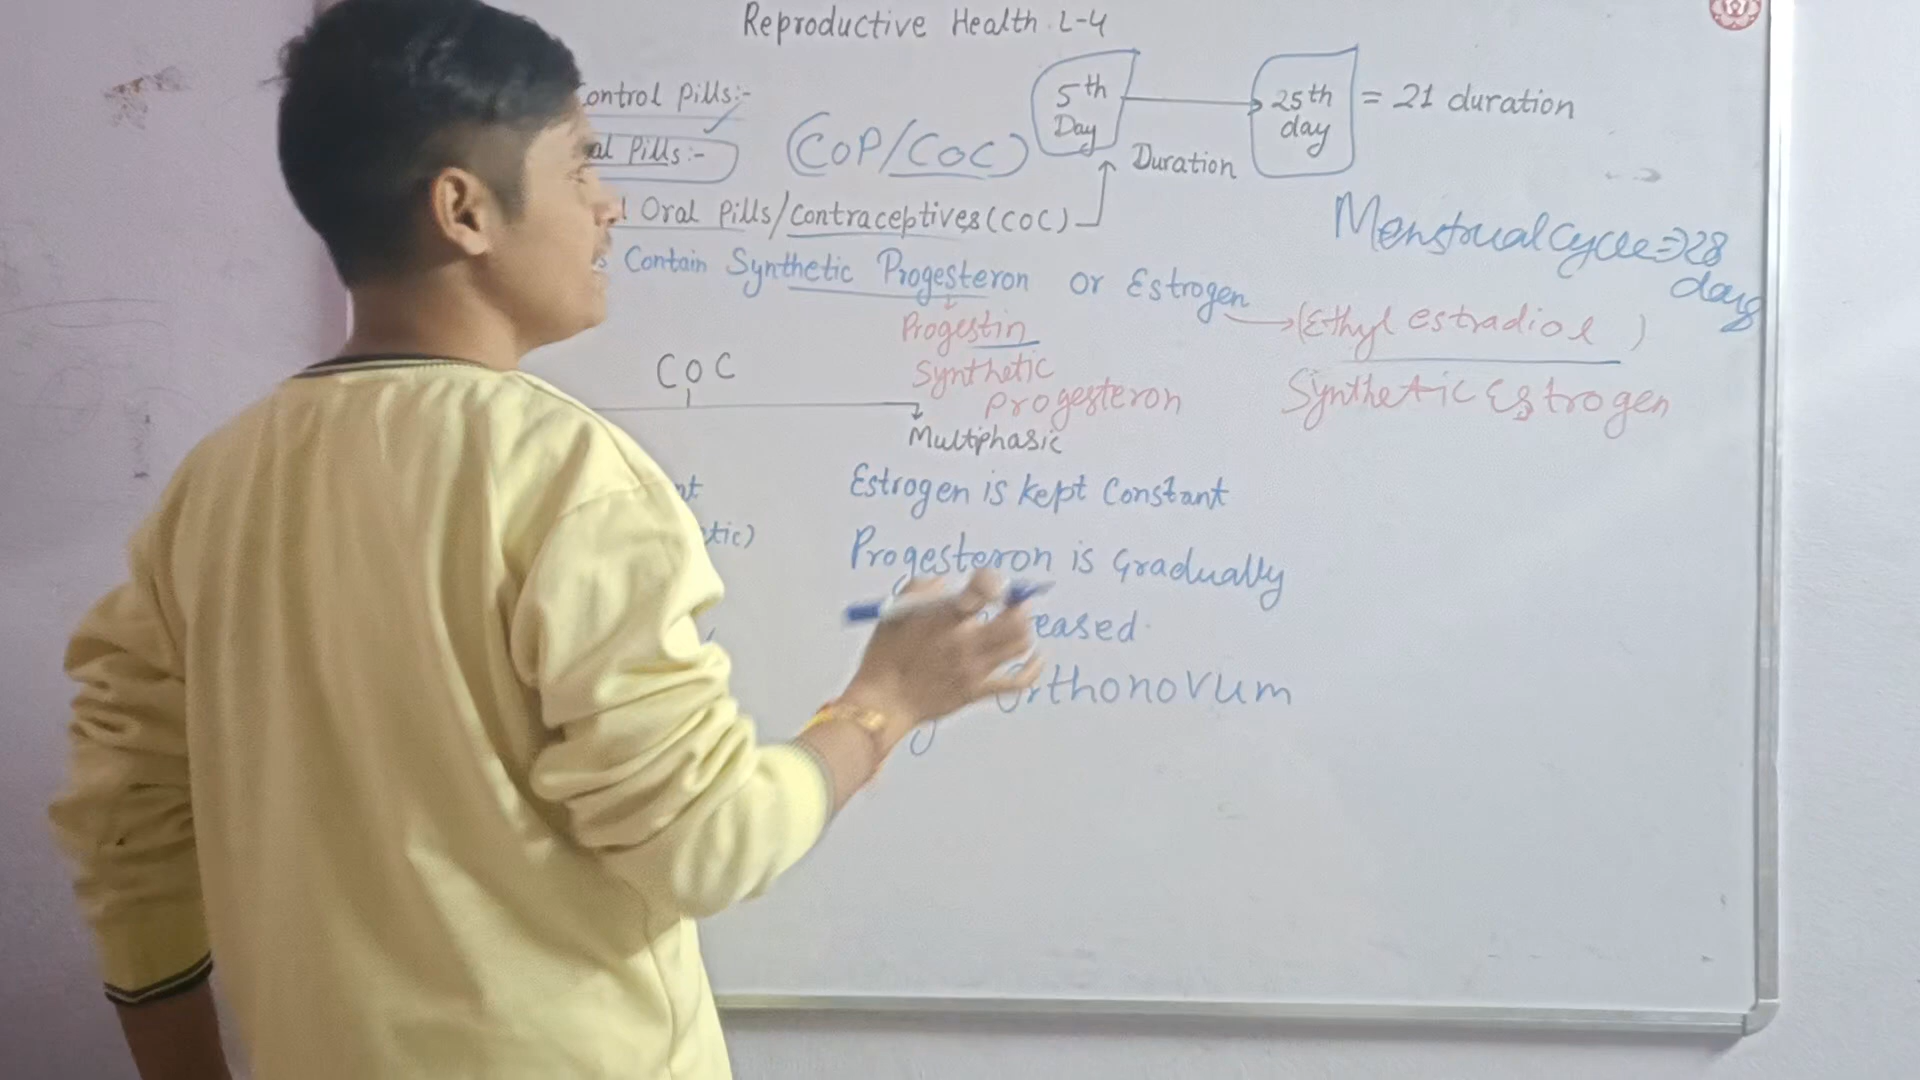 Reproductive Health L-4
ontrol Pills:-
al Pills:-
(COP/COC)
5th Day
25th day
= 21 duration
Duration
l Oral Pills/Contraceptives(COC)
Menstrual Cycle => 28
days
s Contain Synthetic Progesteron or Estrogen
(Ethyl estradiol)
Progestin
Synthetic
Progesteron
Synthetic Estrogen
COC
Multiphasic
nt
tic)
Estrogen is kept Constant
Progesteron is Gradually
eased.
Orthonovum